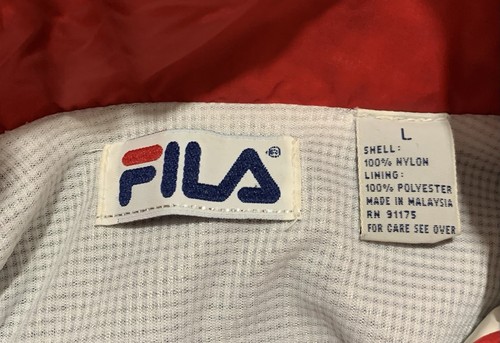 FILA
L
SHELL:
100% NYLON
LINING:
100% POLYESTER
MADE IN MALAYSIA
RN 91175
FOR CARE SEE OVER